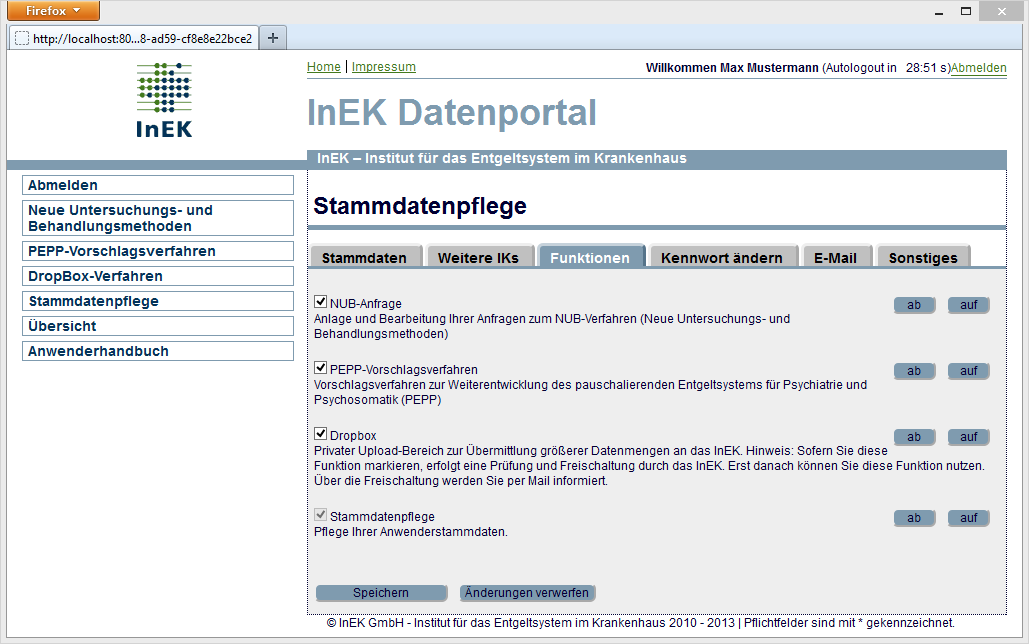 Firefox
http://localhost:80...8-ad59-cf8e8e22bce2
InEK
Home | Impressum
Willkommen Max Mustermann (Autologout in 28:51 s)Abmelden
InEK Datenportal
InEK – Institut für das Entgeltsystem im Krankenhaus
Abmelden
Neue Untersuchungs- und
Behandlungsmethoden
PEPP-Vorschlagsverfahren
DropBox-Verfahren
Stammdatenpflege
Übersicht
Anwenderhandbuch
Stammdatenpflege
Stammdaten Weitere IKs Funktionen Kennwort ändern E-Mail Sonstiges
NUB-Anfrage ab auf
Anlage und Bearbeitung Ihrer Anfragen zum NUB-Verfahren (Neue Untersuchungs- und
Behandlungsmethoden)
PEPP-Vorschlagsverfahren ab auf
Vorschlagsverfahren zur Weiterentwicklung des pauschalierenden Entgeltsystems für Psychiatrie und
Psychosomatik (PEPP)
Dropbox ab auf
Privater Upload-Bereich zur Übermittlung größerer Datenmengen an das InEK. Hinweis: Sofern Sie diese
Funktion markieren, erfolgt eine Prüfung und Freischaltung durch das InEK. Erst danach können Sie diese Funktion nutzen.
Über die Freischaltung werden Sie per Mail informiert.
Stammdatenpflege ab auf
Pflege Ihrer Anwenderstammdaten.
Speichern Änderungen verwerfen
© InEK GmbH - Institut für das Entgeltsystem im Krankenhaus 2010 - 2013 | Pflichtfelder sind mit * gekennzeichnet.